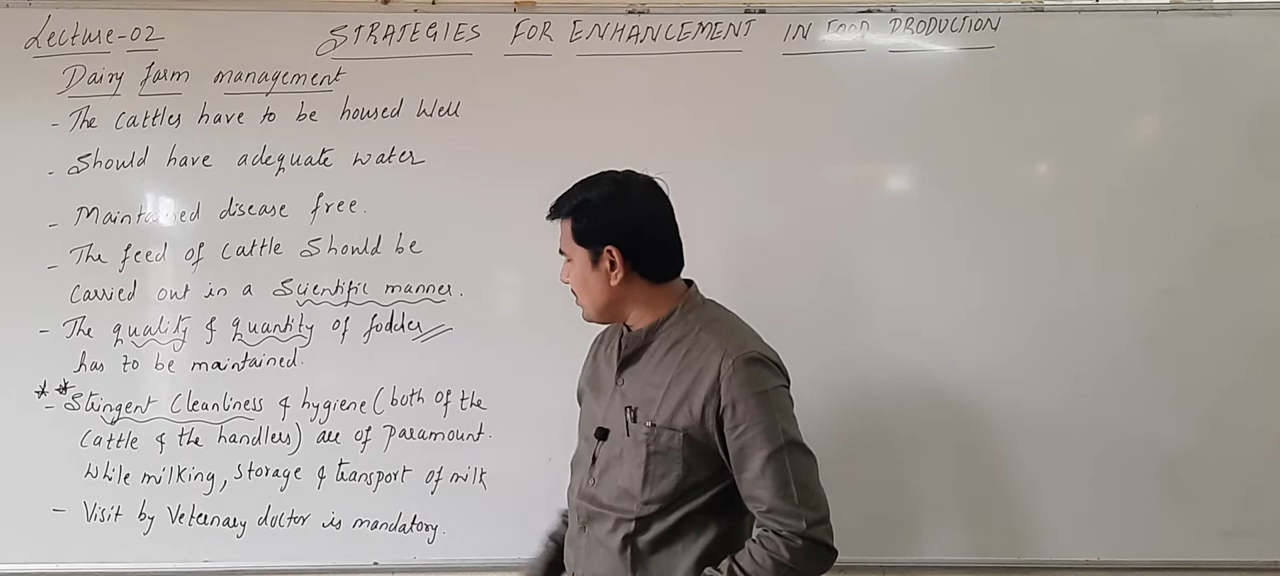 Lecture-02
STRATEGIES FOR ENHANCEMENT IN FOOD PRODUCTION
Dairy farm management
- The cattles have to be housed well
- Should have adequate water
- Maintained disease free.
- The feed of cattle should be
carried out in a scientific manner.
- The quality & quantity of fodder
has to be maintained.
- Stringent cleanliness & hygiene (both of the
cattle & the handlers) are of paramount.
while milking, storage & transport of milk
- Visit by Veternary doctor is mandatory.